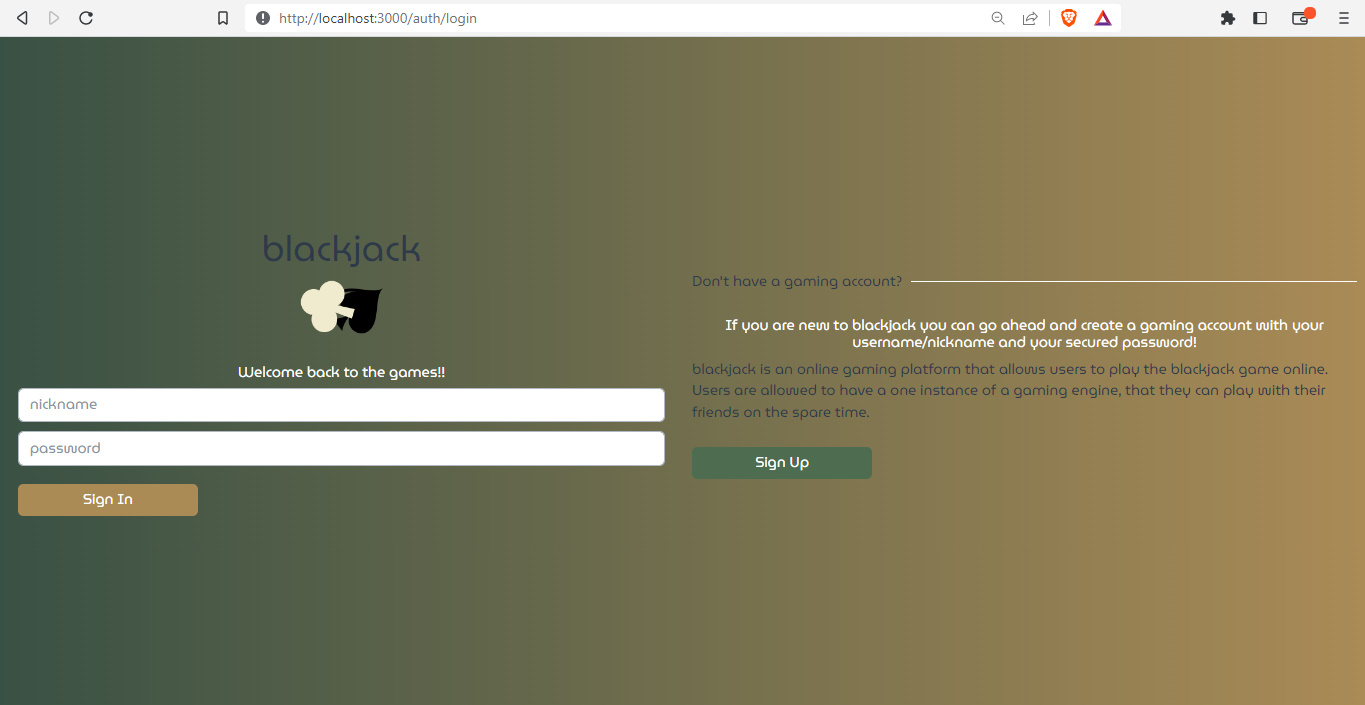 http://localhost:3000/auth/login
blackjack
Welcome back to the games!!
nickname
password
Sign In
Don't have a gaming account?
If you are new to blackjack you can go ahead and create a gaming account with your
username/nickname and your secured password!
blackjack is an online gaming platform that allows users to play the blackjack game online.
Users are allowed to have a one instance of a gaming engine, that they can play with their
friends on the spare time.
Sign Up